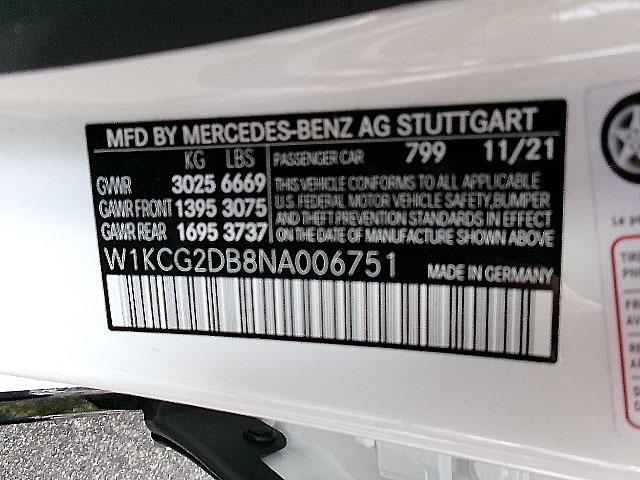 MFD BY MERCEDES-BENZ AG STUTTGART
KG LBS PASSENGER CAR 799 11/21
GVWR 3025 6669 THIS VEHICLE CONFORMS TO ALL APPLICABLE
GAWR FRONT 1395 3075 U.S. FEDERAL MOTOR VEHICLE SAFETY, BUMPER
AND THEFT PREVENTION STANDARDS IN EFFECT
GAWR REAR 1695 3737 ON THE DATE OF MANUFACTURE SHOWN ABOVE
W1KCG2DB8NA006751 MADE IN GERMANY